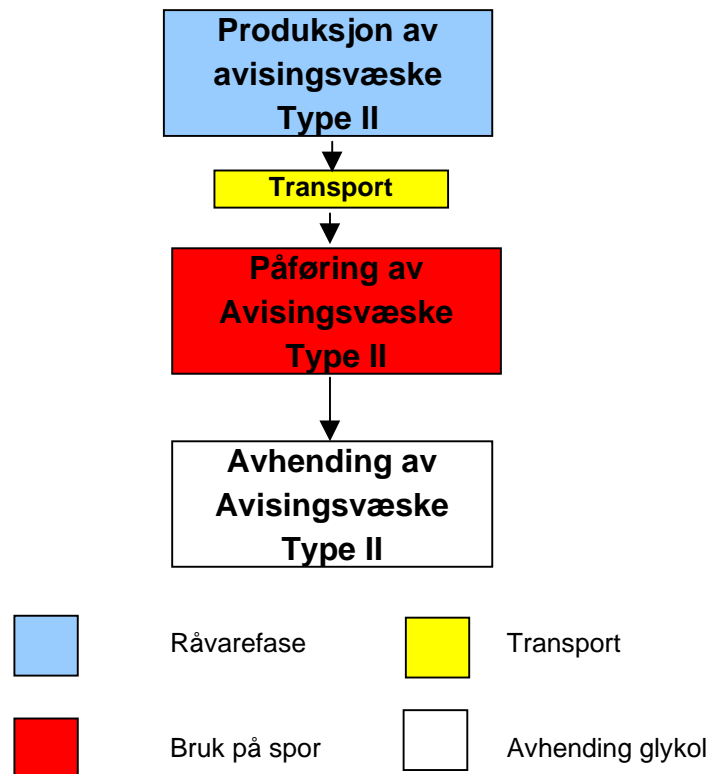 Produksjon av
avisingsvæske
Type II
Transport
Påføring av
Avisingsvæske
Type II
Avhending av
Avisingsvæske
Type II
Råvarefase
Transport
Bruk på spor
Avhending glykol